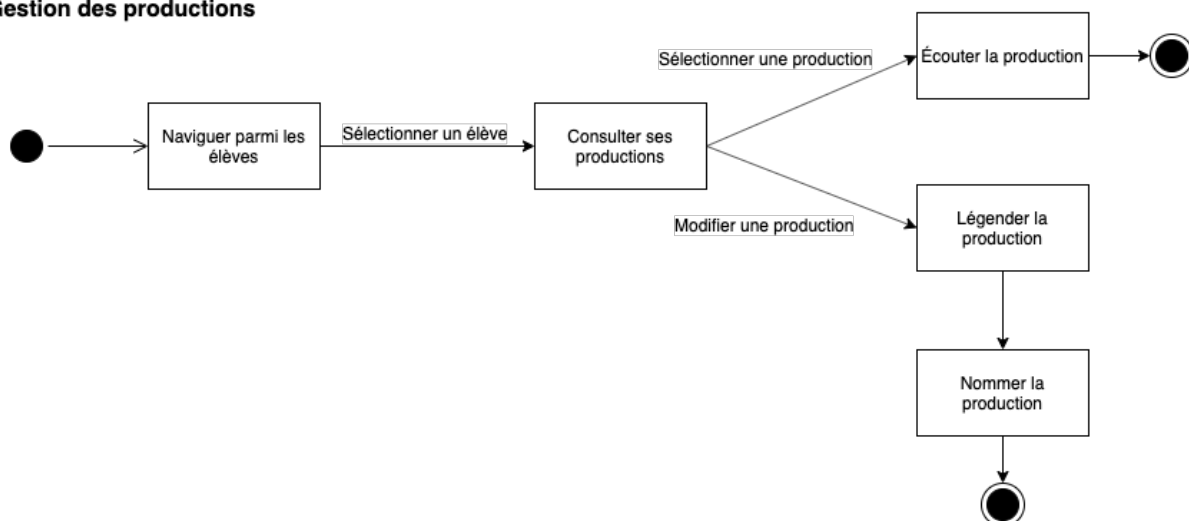 Gestion des productions
Sélectionner une production
Écouter la production
Naviguer parmi les
élèves
Sélectionner un élève
Consulter ses
productions
Modifier une production
Légender la
production
Nommer la
production